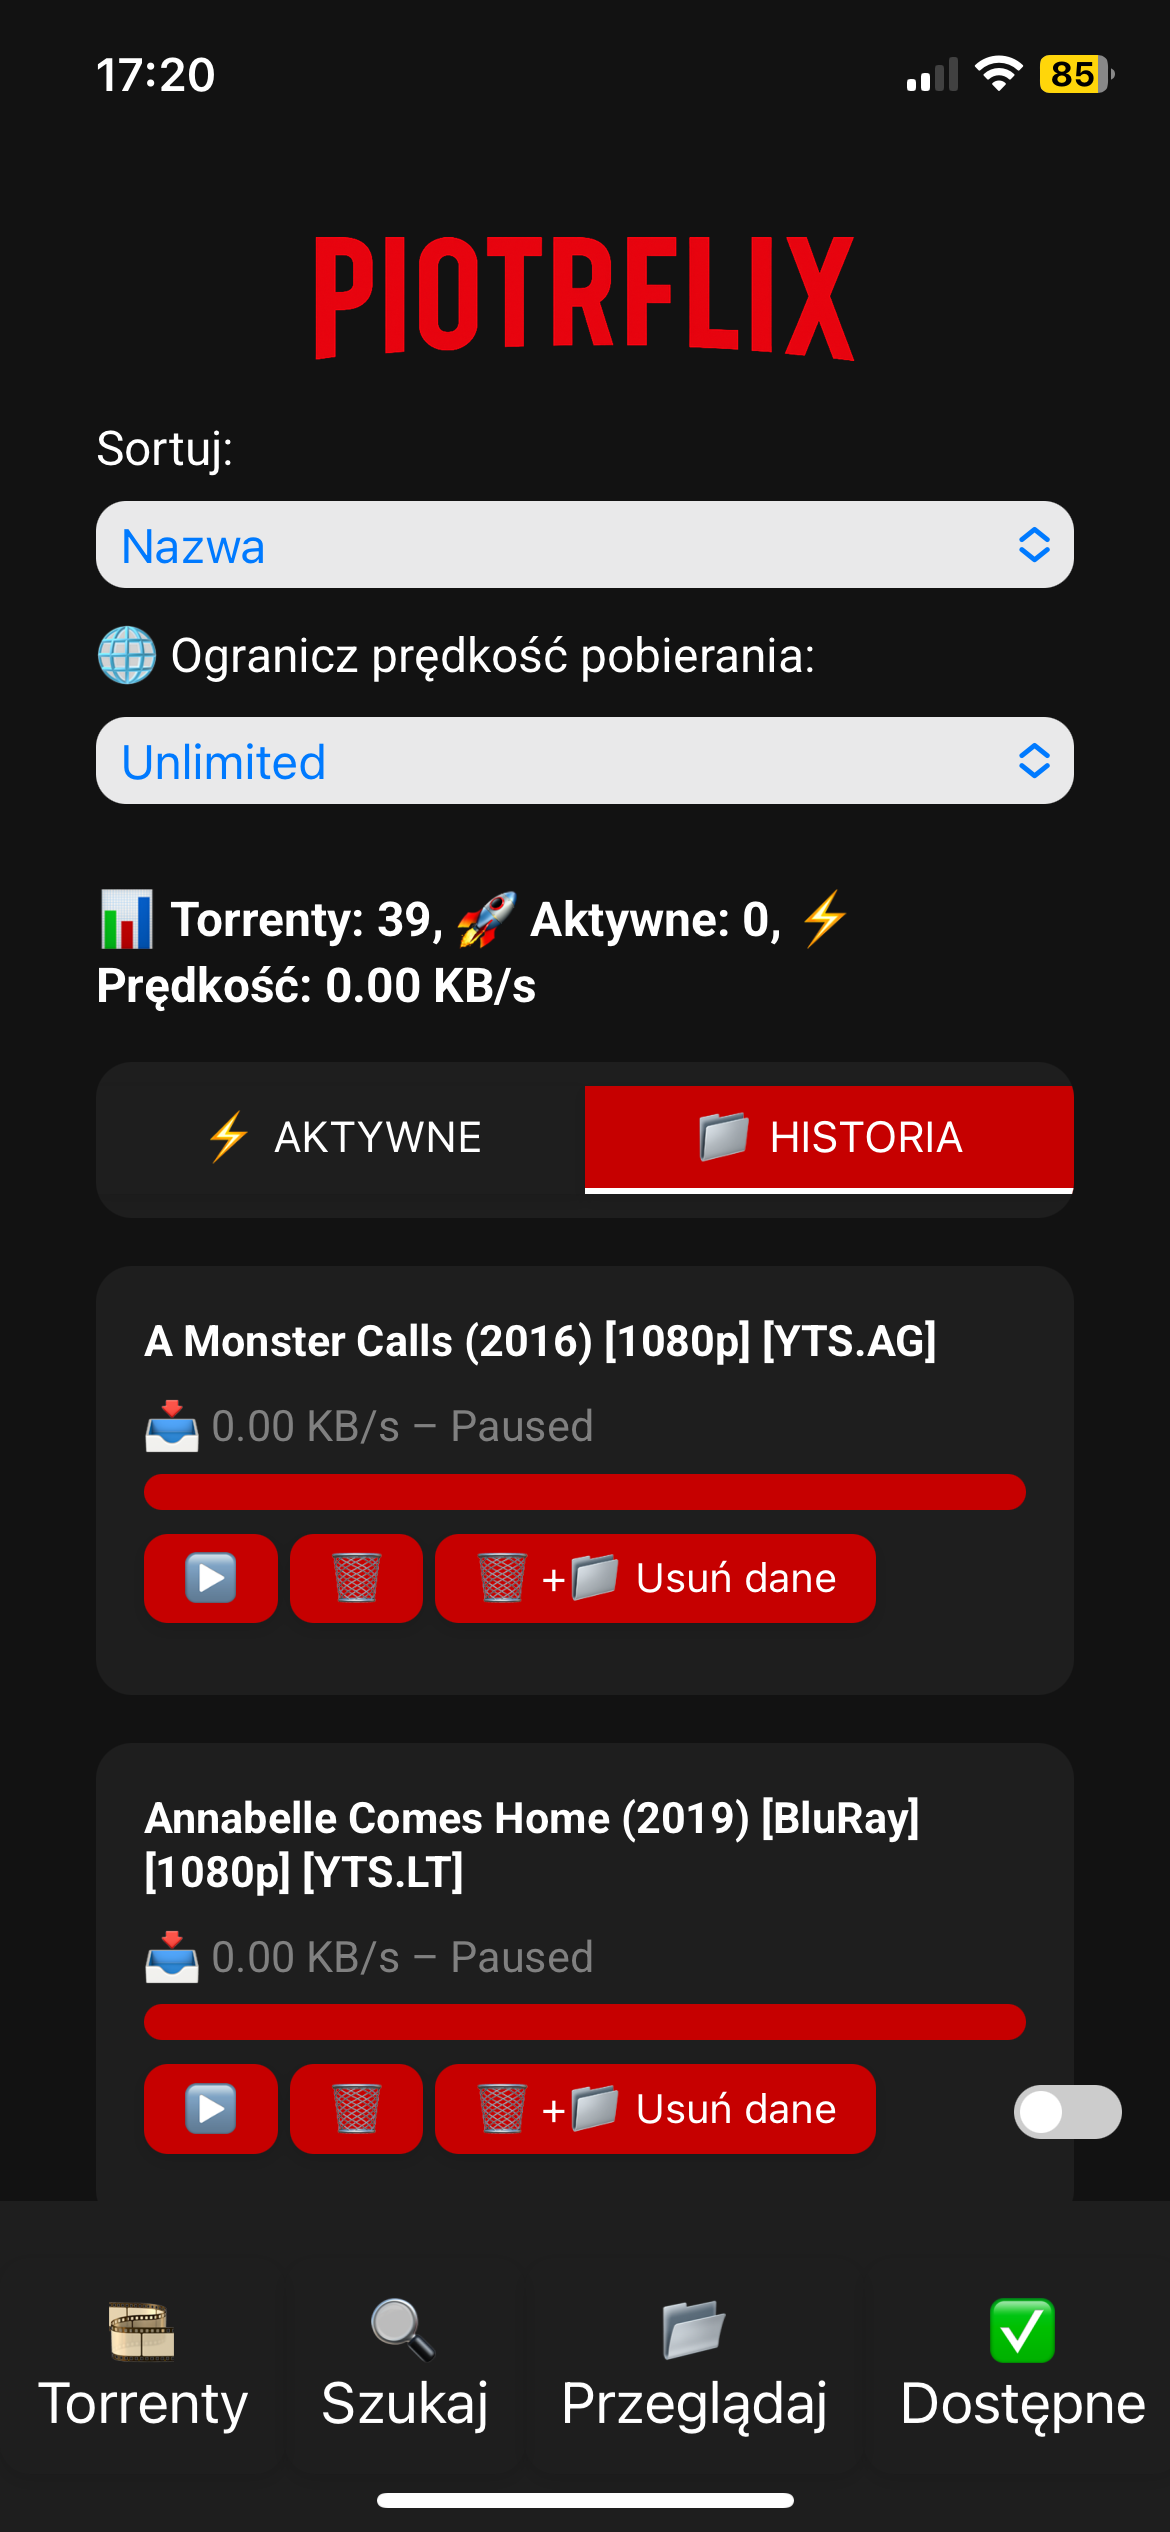 17:20
85
PIOTRFLIX
Sortuj:
Nazwa
🌐 Ogranicz prędkość pobierania:
Unlimited
📊 Torrenty: 39, 🚀 Aktywne: 0, ⚡
Prędkość: 0.00 KB/s
⚡ AKTYWNE
📁 HISTORIA
A Monster Calls (2016) [1080p] [YTS.AG]
📥 0.00 KB/s – Paused
▶️ 🗑️ 🗑️+📁 Usuń dane
Annabelle Comes Home (2019) [BluRay]
[1080p] [YTS.LT]
📥 0.00 KB/s – Paused
▶️ 🗑️ 🗑️+📁 Usuń dane
Torrenty
Szukaj
Przeglądaj
Dostępne